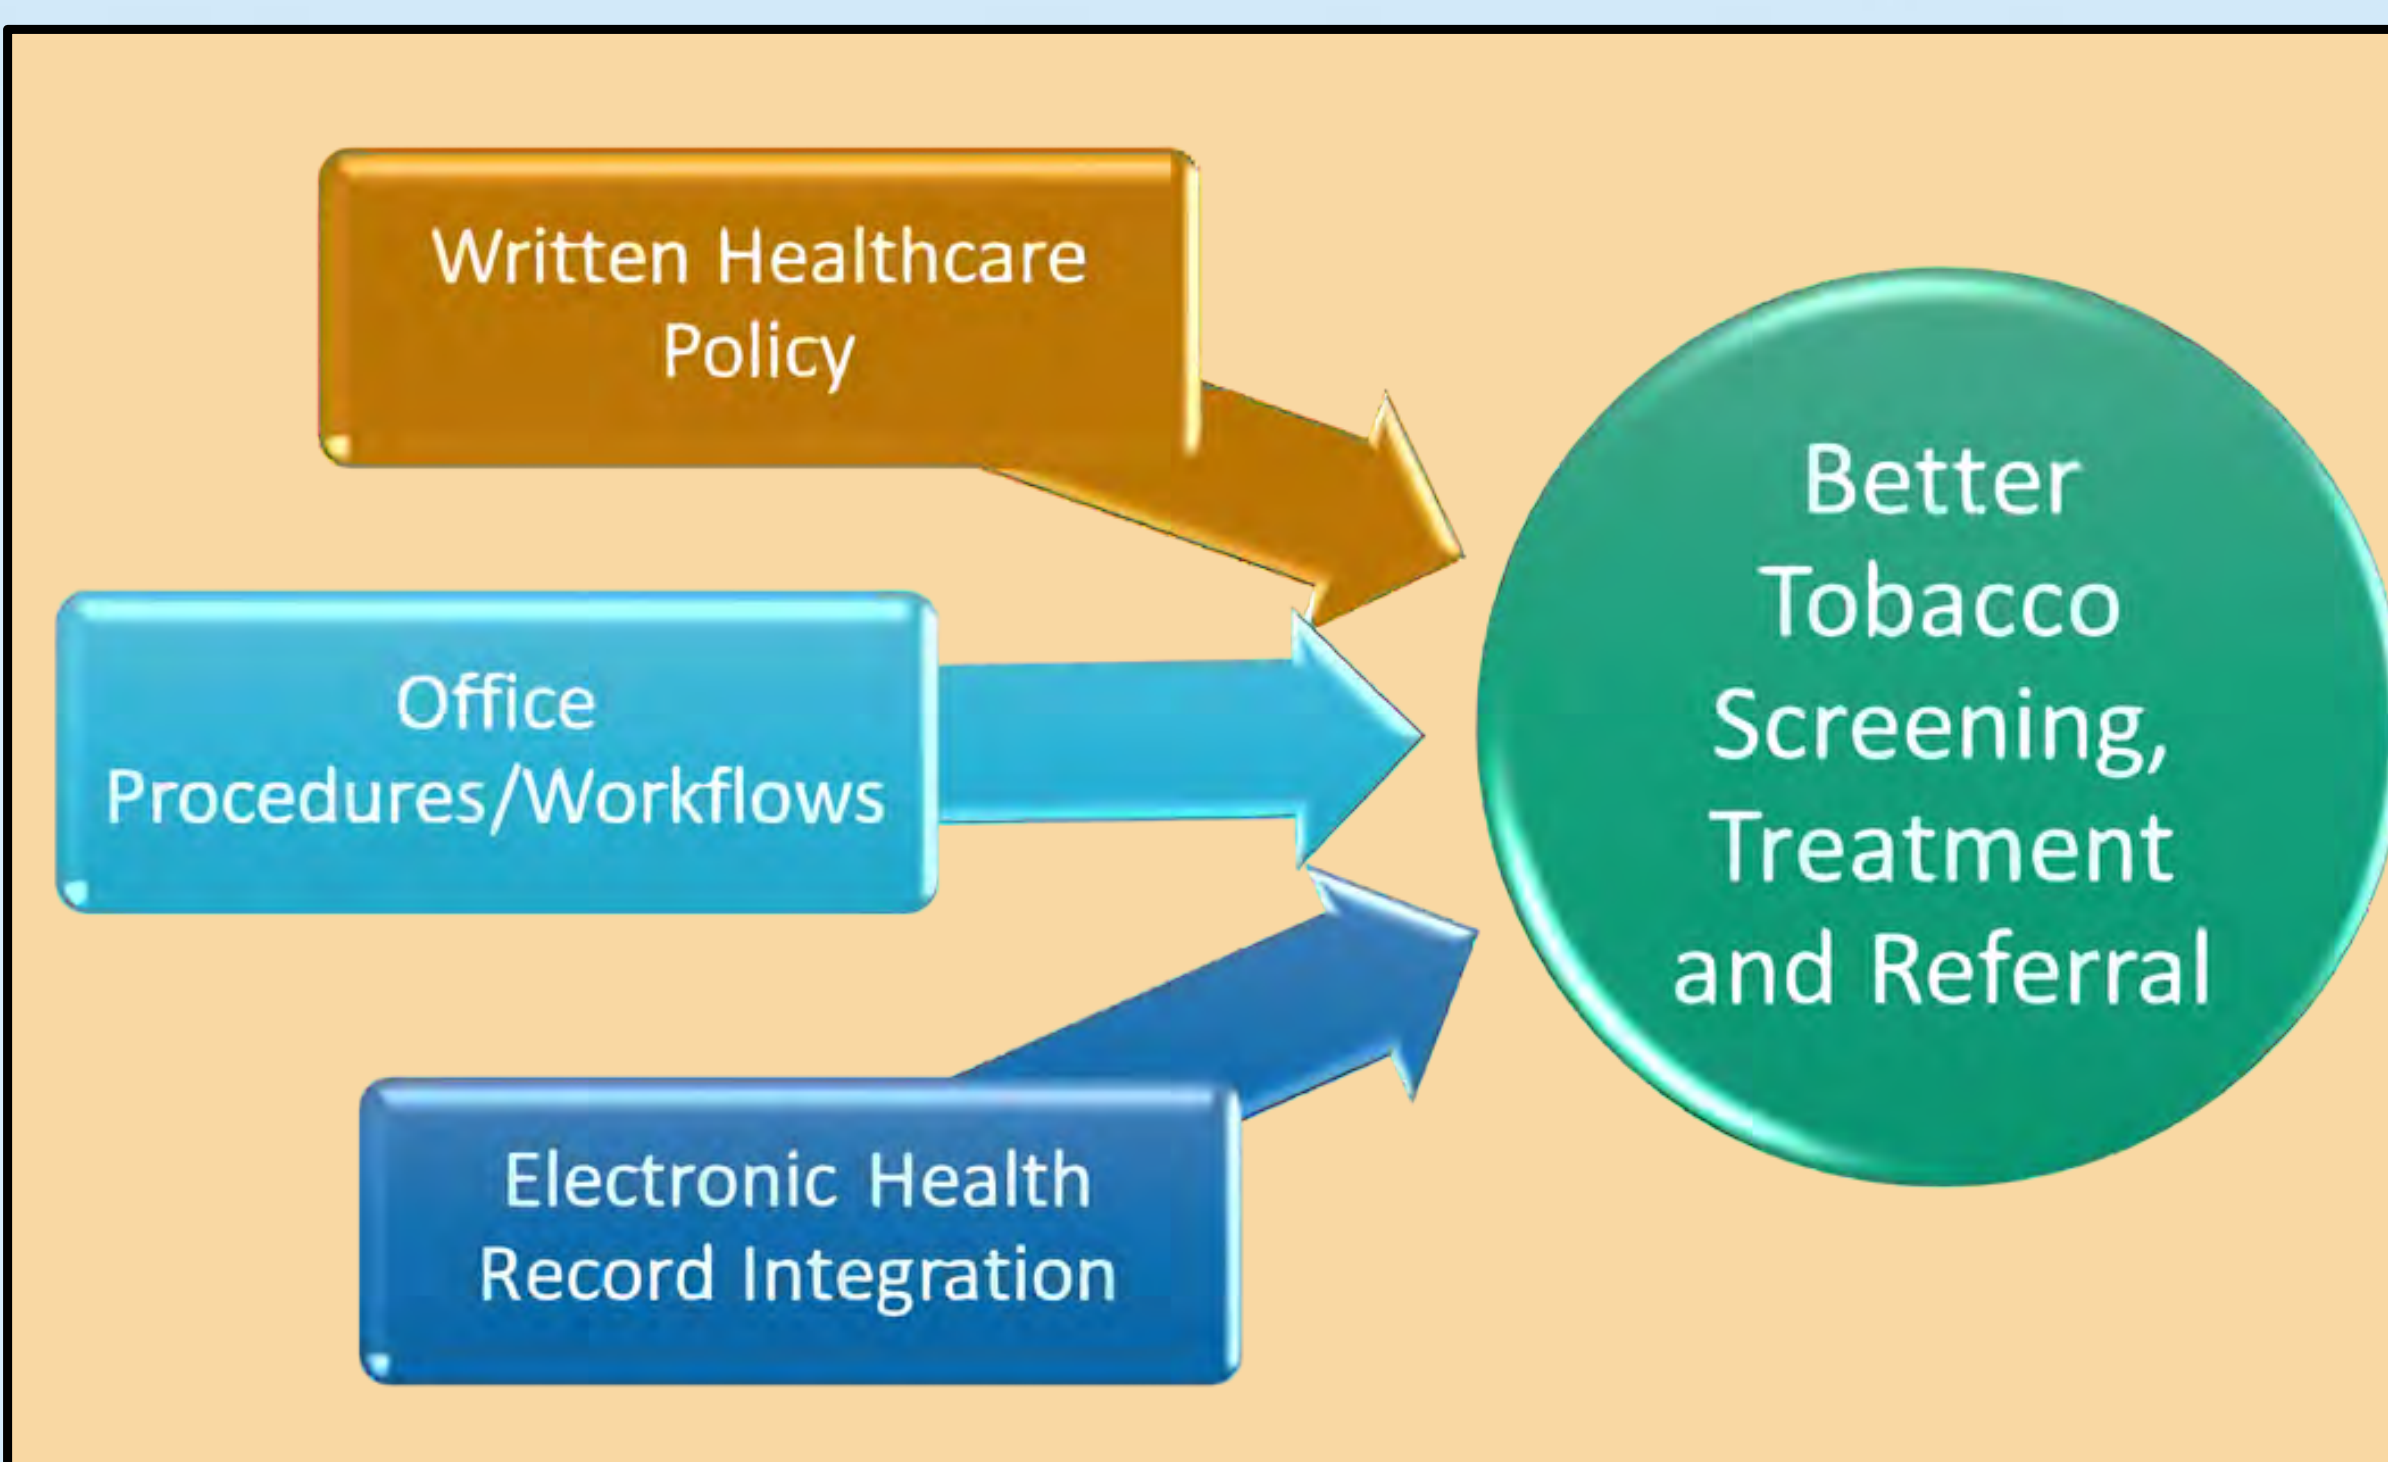 Written Healthcare
Policy
Office
Procedures/Workflows
Electronic Health
Record Integration
Better
Tobacco
Screening,
Treatment
and Referral